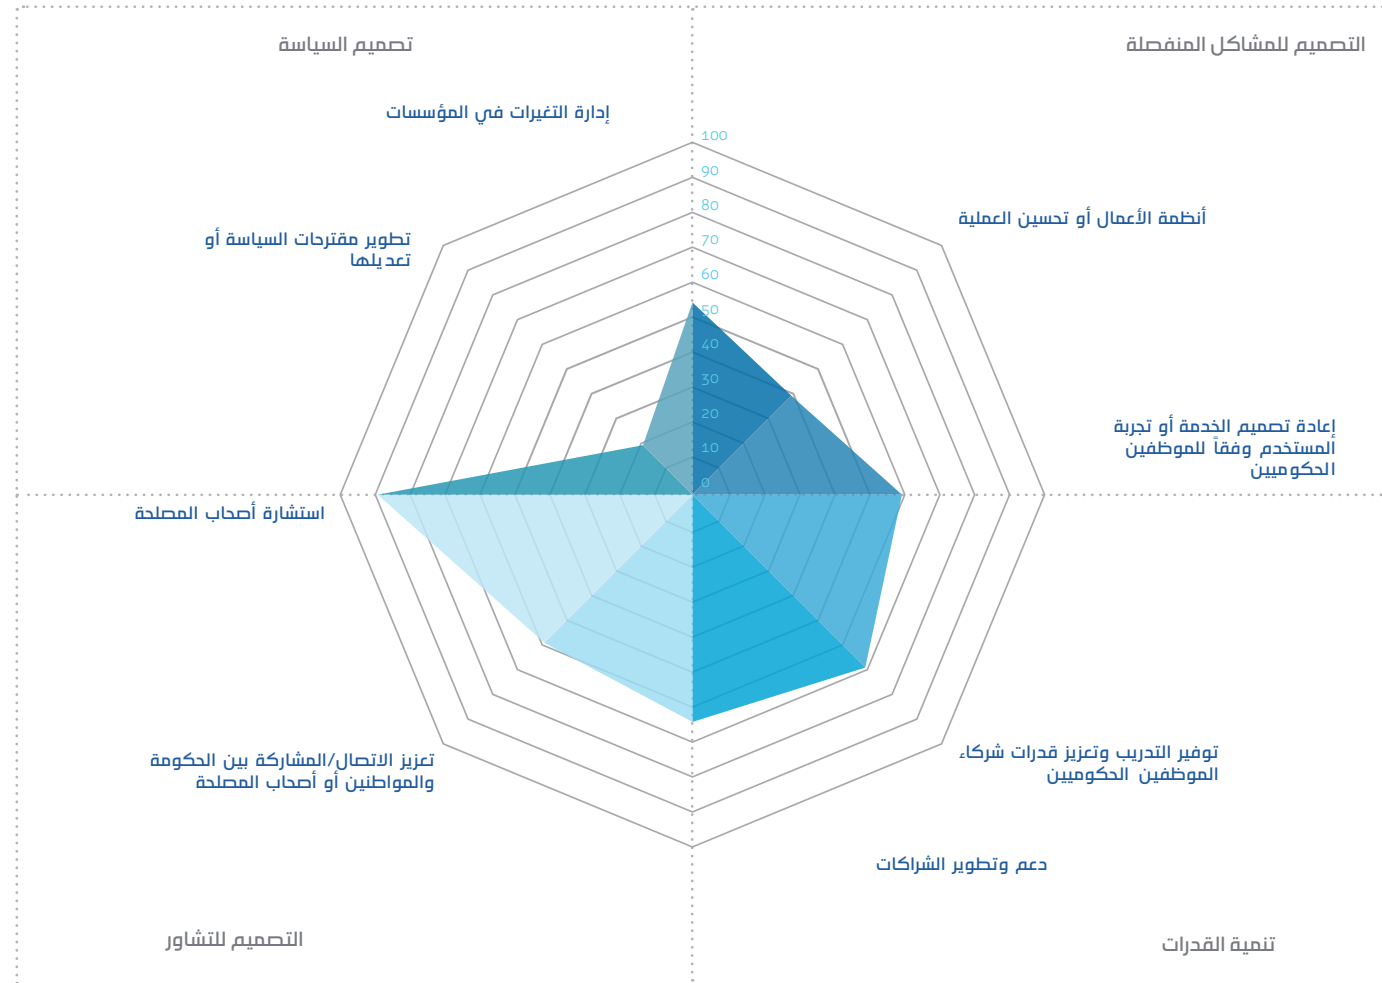 التصميم للمشاكل المنفصلة
تصميم السياسة
إدارة التغيرات في المؤسسات
100
90
80
70
60
50
40
30
20
10
0
أنظمة الأعمال أو تحسين العملية
تطوير مقترحات السياسة أو
تعديلها
إعادة تصميم الخدمة أو تجربة
المستخدم وفقاً للموظفين
الحكوميين
استشارة أصحاب المصلحة
توفير التدريب وتعزيز قدرات شركاء
الموظفين الحكوميين
تعزيز الاتصال/المشاركة بين الحكومة
والمواطنين أو أصحاب المصلحة
دعم وتطوير الشراكات
تنمية القدرات
التصميم للتشاور